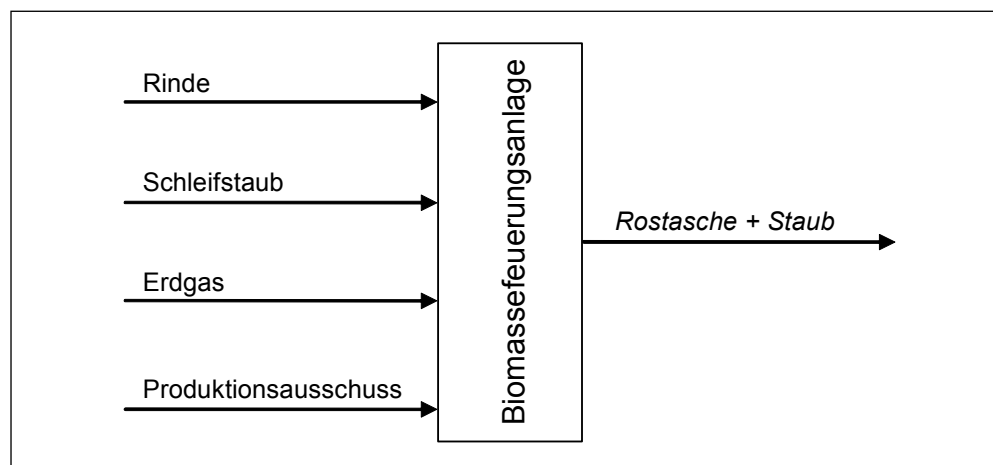 Rinde
Schleifstaub
Erdgas
Produktionsausschuss
Biomassefeuerungsanlage
Rostasche + Staub